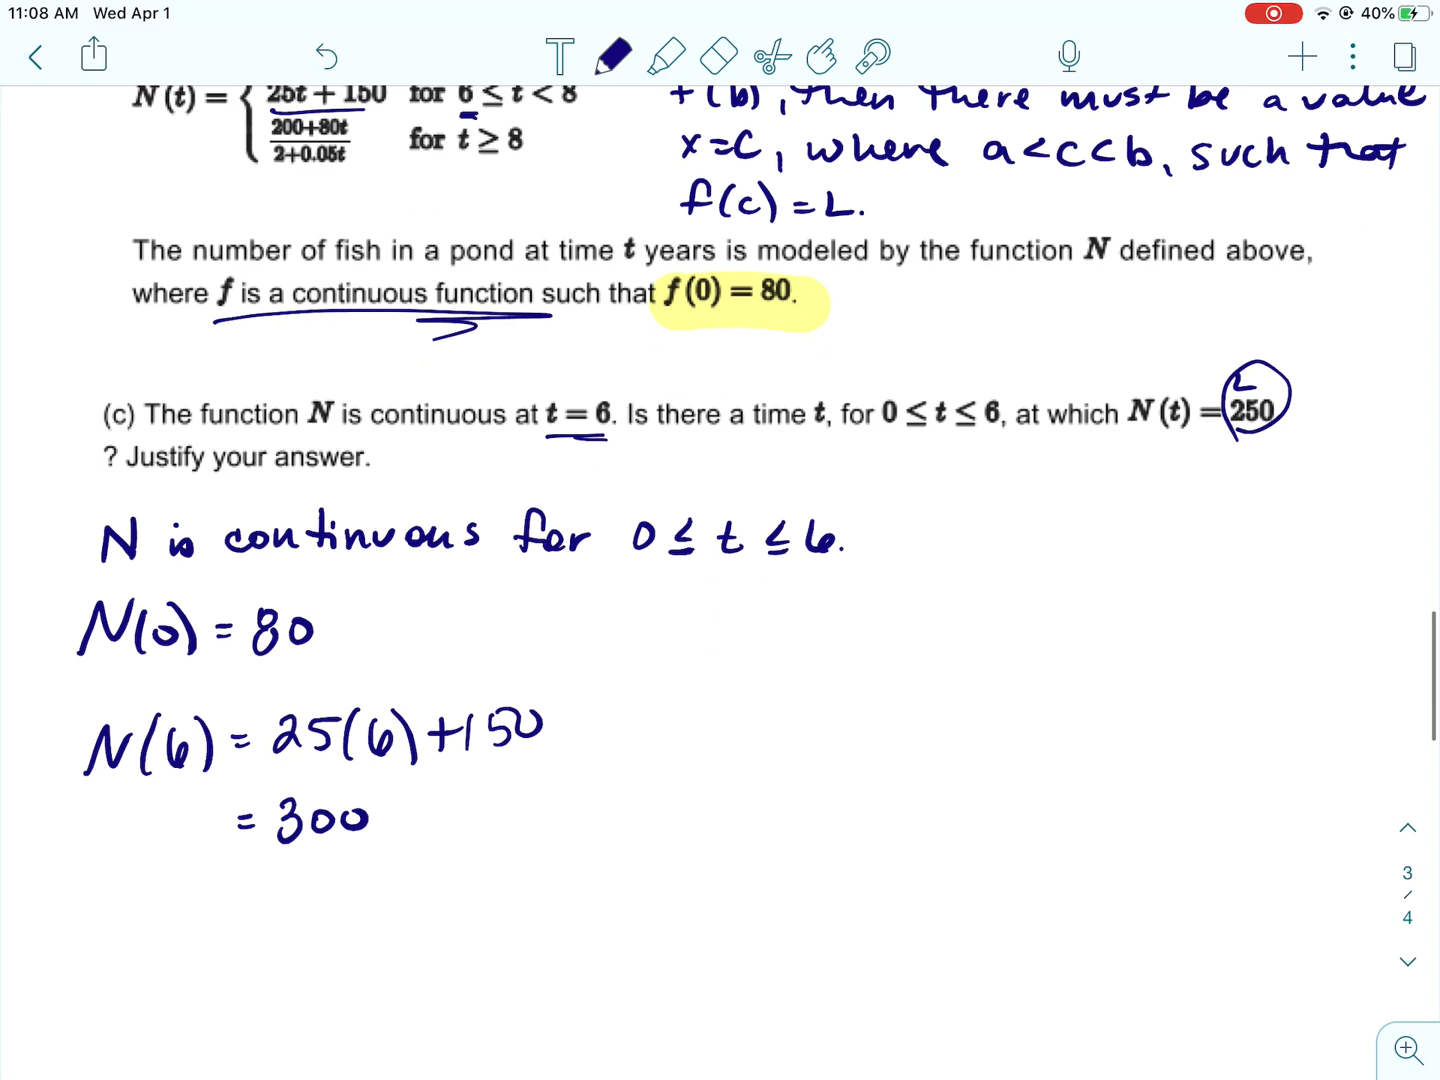 11:08 AM Wed Apr 1
40%
N(t) = { 25t + 150 for 6 ≤ t < 8
200+80t / 2+0.05t for t ≥ 8
f(b), then there must be a value
x=c, where a<c<b, such that
f(c) = L.
The number of fish in a pond at time t years is modeled by the function N defined above,
where f is a continuous function such that f(0) = 80.
L
(c) The function N is continuous at t = 6. Is there a time t, for 0 ≤ t ≤ 6, at which N(t) = 250
? Justify your answer.
N is continuous for 0 ≤ t ≤ 6.
N(0) = 80
N(6) = 25(6)+150
= 300
3
/
4